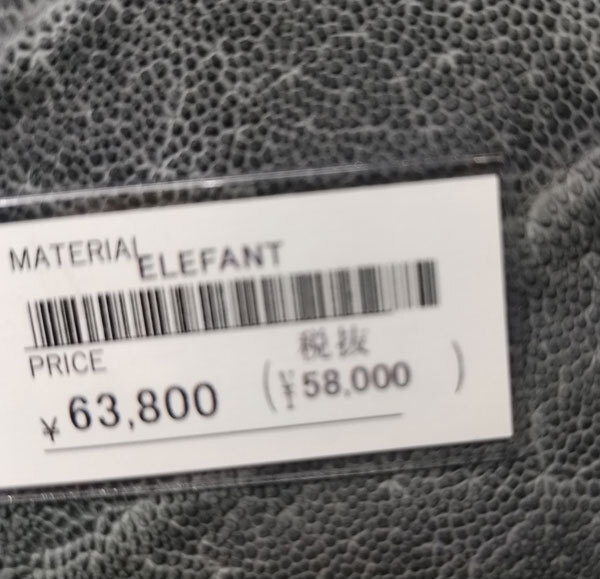 MATERIAL ELEFANT
PRICE
税抜
¥ 63,800 ( ¥58,000 )